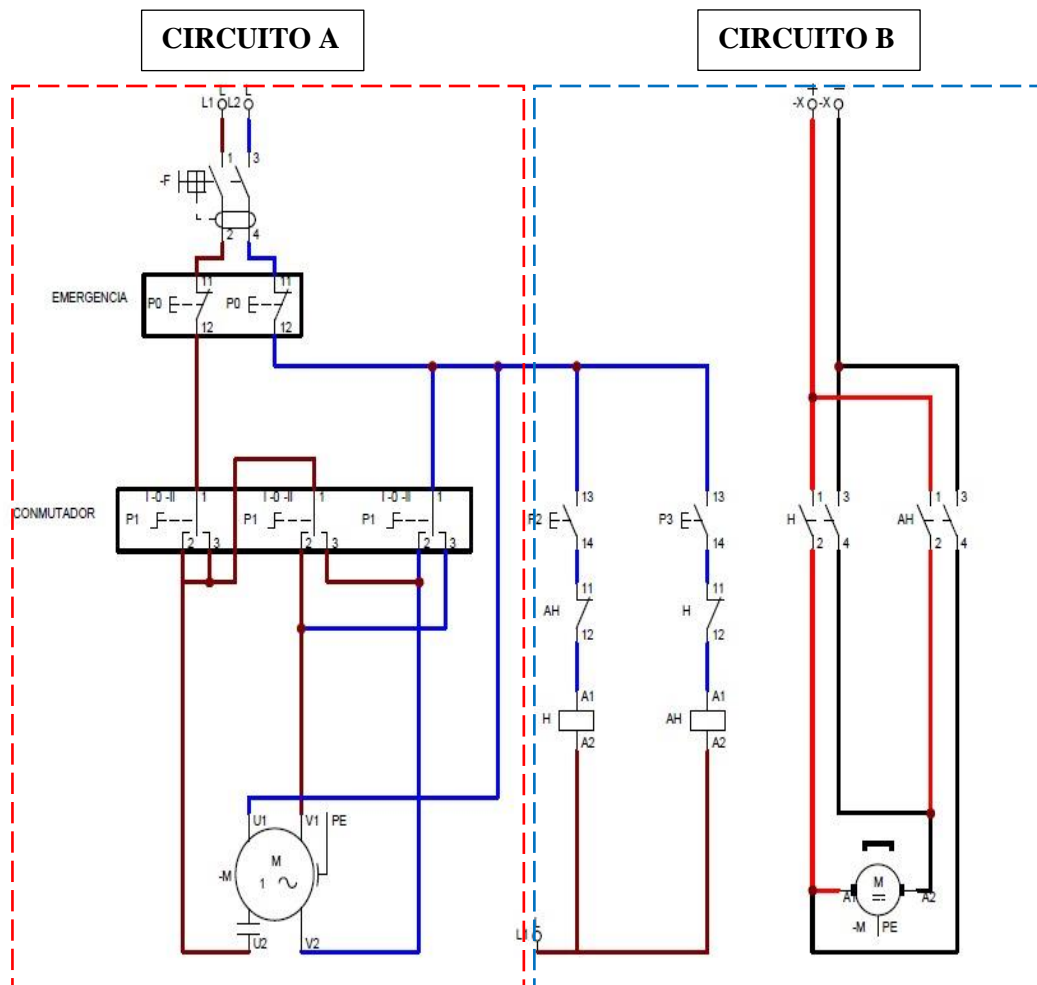 CIRCUITO A
CIRCUITO B
L L
L1 L2
+ −
-X -X
1 3
-F
2 4
EMERGENCIA
11 11
P0 P0
12 12
I -0 -II 1 I -0 -II 1 I -0 -II 1
CONMUTADOR
P1 P1 P1
2 3 2 3 2 3
13 13 1 3 1 3
P2 P3 H AH
14 14 2 4 2 4
11 11
AH H
12 12
A1 A1
H AH
A2 A2
U1 V1 PE
M
-M
1
U2 V2
L1
M
A1 A2
-M PE